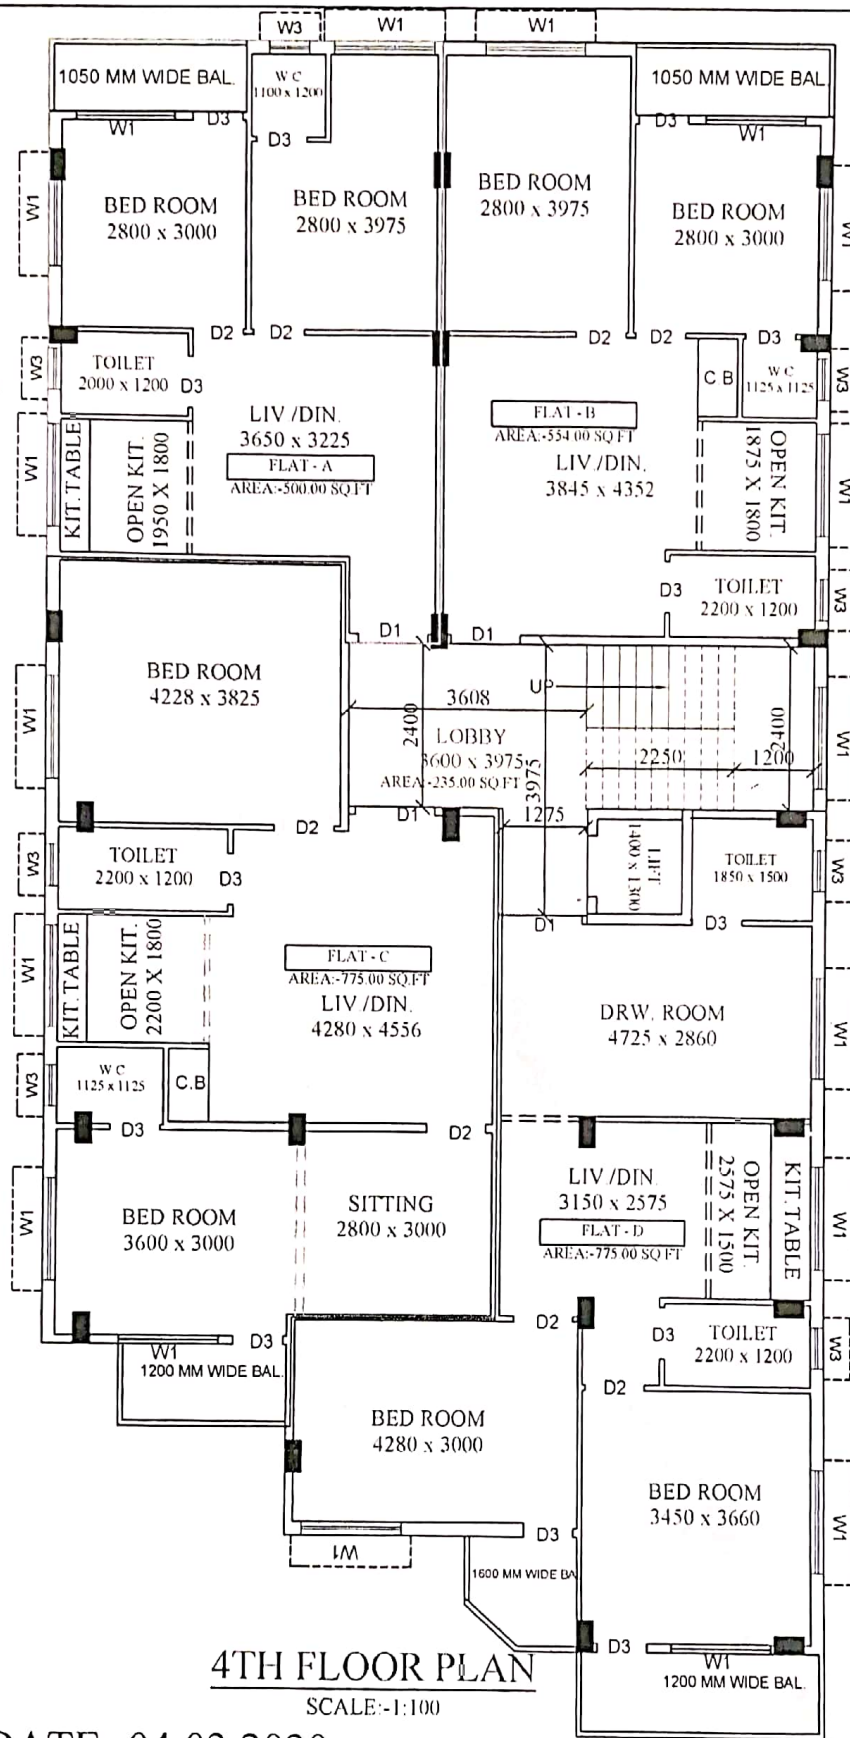 W3
W1
W1
1050 MM WIDE BAL.
W C
1100 x 1200
1050 MM WIDE BAL.
W1
D3
D3
D3
W1
W1
BED ROOM
2800 x 3000
BED ROOM
2800 x 3975
BED ROOM
2800 x 3975
BED ROOM
2800 x 3000
W1
D2
D2
D2
D2
D3
W3
TOILET
2000 x 1200
D3
C B
W C
1125 x 1125
W3
LIV /DIN.
3650 x 3225
FLAT - A
AREA:-500.00 SQ.FT
FLAT - B
AREA:-554.00 SQ FT
LIV./DIN.
3845 x 4352
W1
KIT. TABLE
OPEN KIT.
1950 X 1800
OPEN KIT.
1875 X 1800
W1
D3
TOILET
2200 x 1200
W3
D1
D1
BED ROOM
4228 x 3825
W1
UP
3608
2400
LOBBY
3600 x 3975
AREA:-235.00 SQ FT
3975
2250
1200
2400
W1
D1
1275
D2
W3
TOILET
2200 x 1200
D3
LIFT
1400 x 1300
TOILET
1850 x 1500
W3
D1
D3
W1
KIT. TABLE
OPEN KIT.
2200 X 1800
FLAT - C
AREA:-775.00 SQ.FT
LIV./DIN.
4280 x 4556
DRW. ROOM
4725 x 2860
W1
W3
W C
1125 x 1125
C.B
D3
D2
W1
BED ROOM
3600 x 3000
SITTING
2800 x 3000
LIV./DIN.
3150 x 2575
FLAT - D
AREA:-775.00 SQ FT
OPEN KIT.
2575 X 1500
KIT. TABLE
W1
D2
D3
TOILET
2200 x 1200
W3
W1
D3
1200 MM WIDE BAL.
D2
BED ROOM
4280 x 3000
BED ROOM
3450 x 3660
W1
W1
D3
1600 MM WIDE BA
D3
W1
1200 MM WIDE BAL.
4TH FLOOR PLAN
SCALE:-1:100